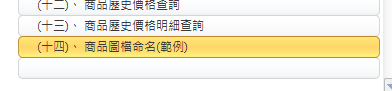 (十二)、 商品歷史價格查詢
(十三)、 商品歷史價格明細查詢
(十四)、 商品圖檔命名(範例)